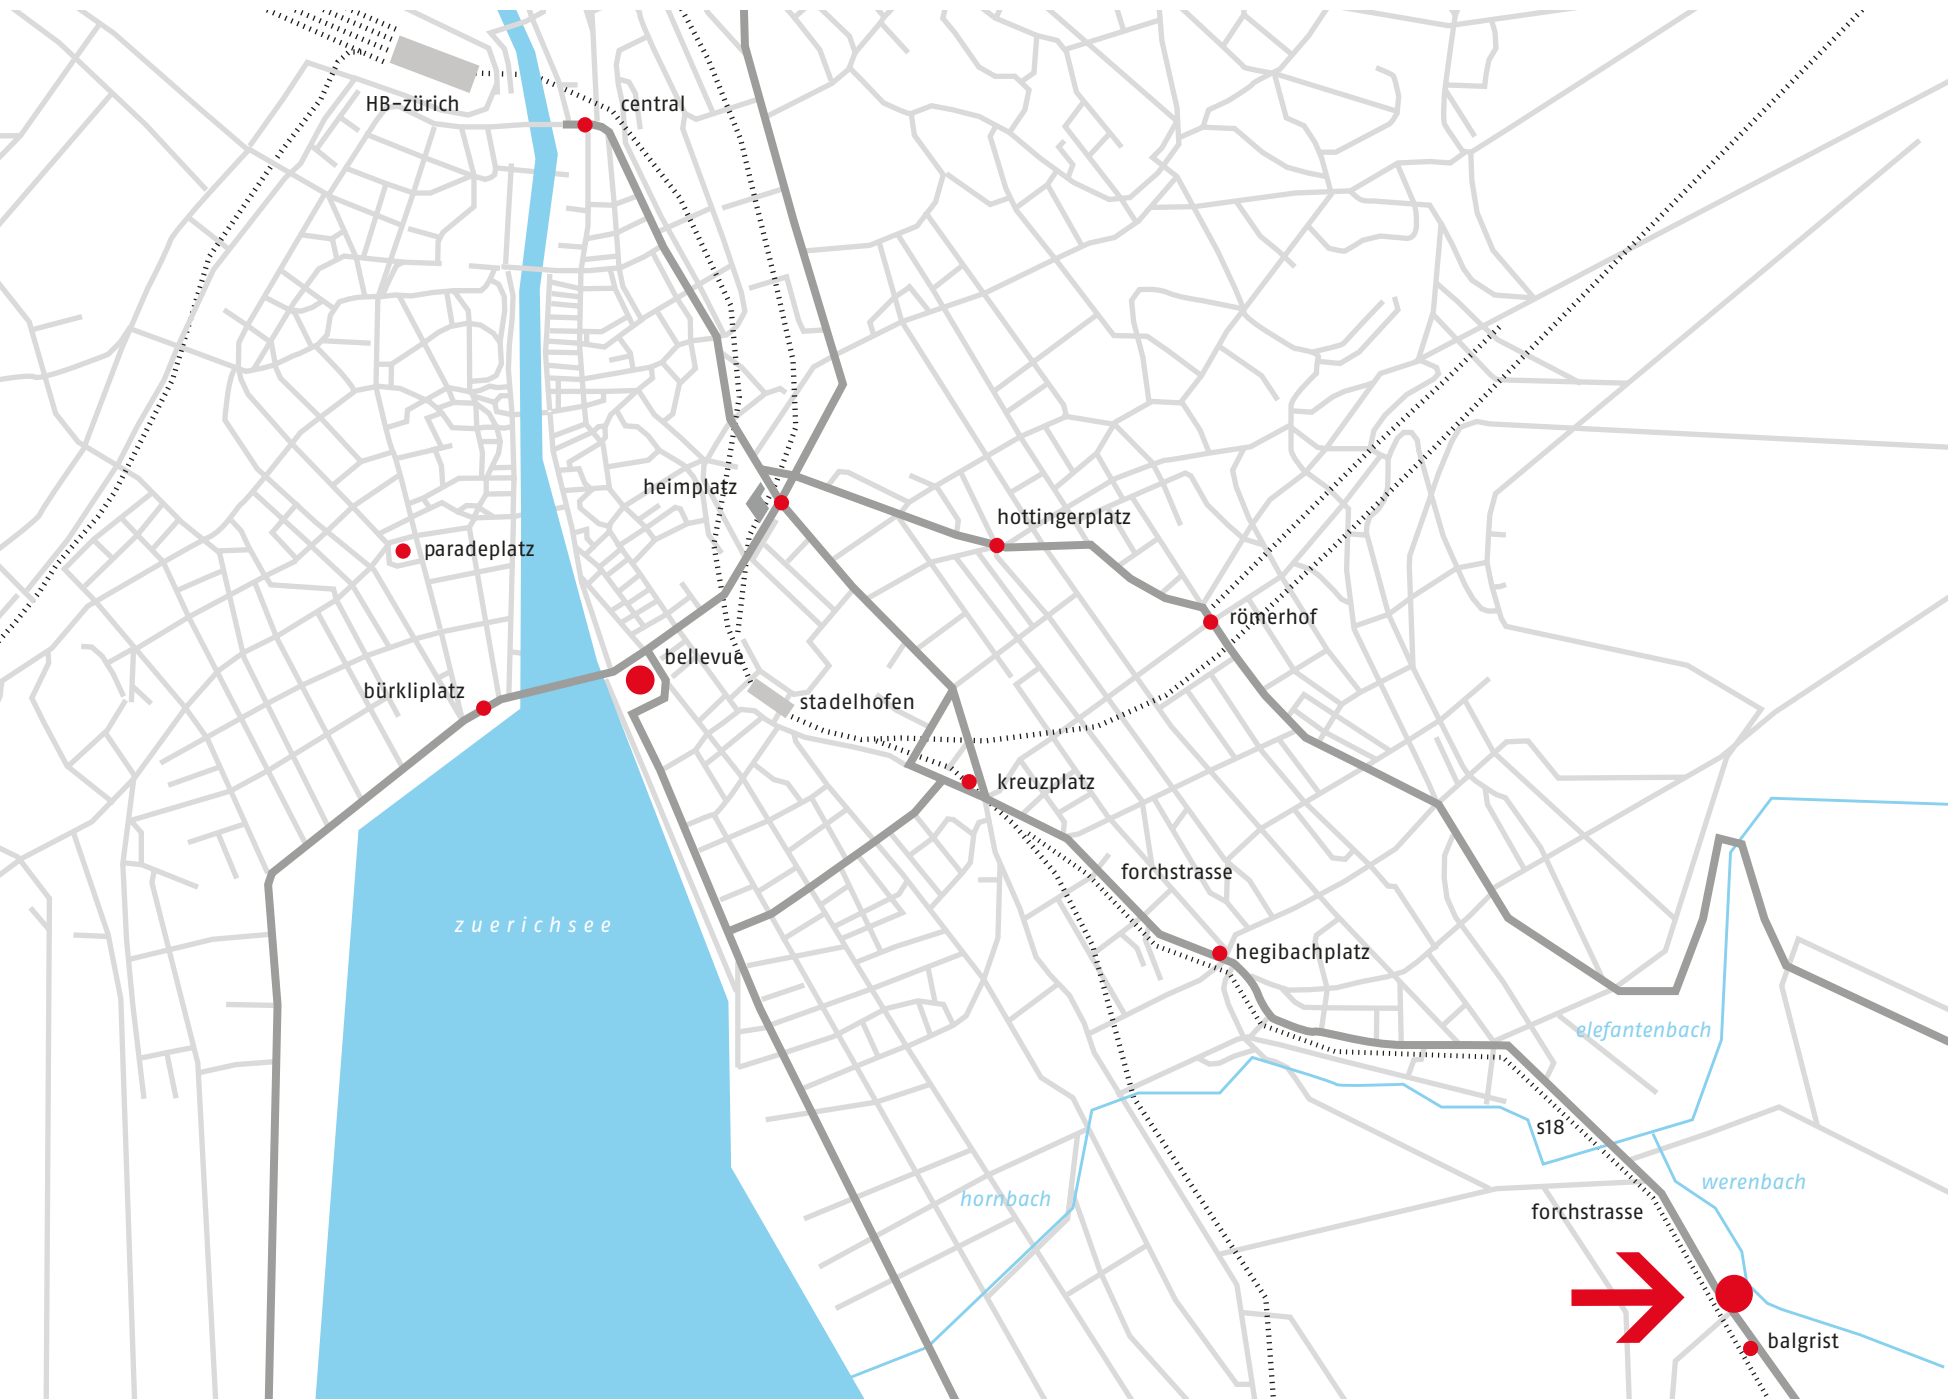 HB-zürich
central
heimplatz
hottingerplatz
paradeplatz
römerhof
bellevue
bürkliplatz
stadelhofen
kreuzplatz
forchstrasse
zuerichsee
hegibachplatz
elefantenbach
s18
werenbach
hornbach
forchstrasse
balgrist